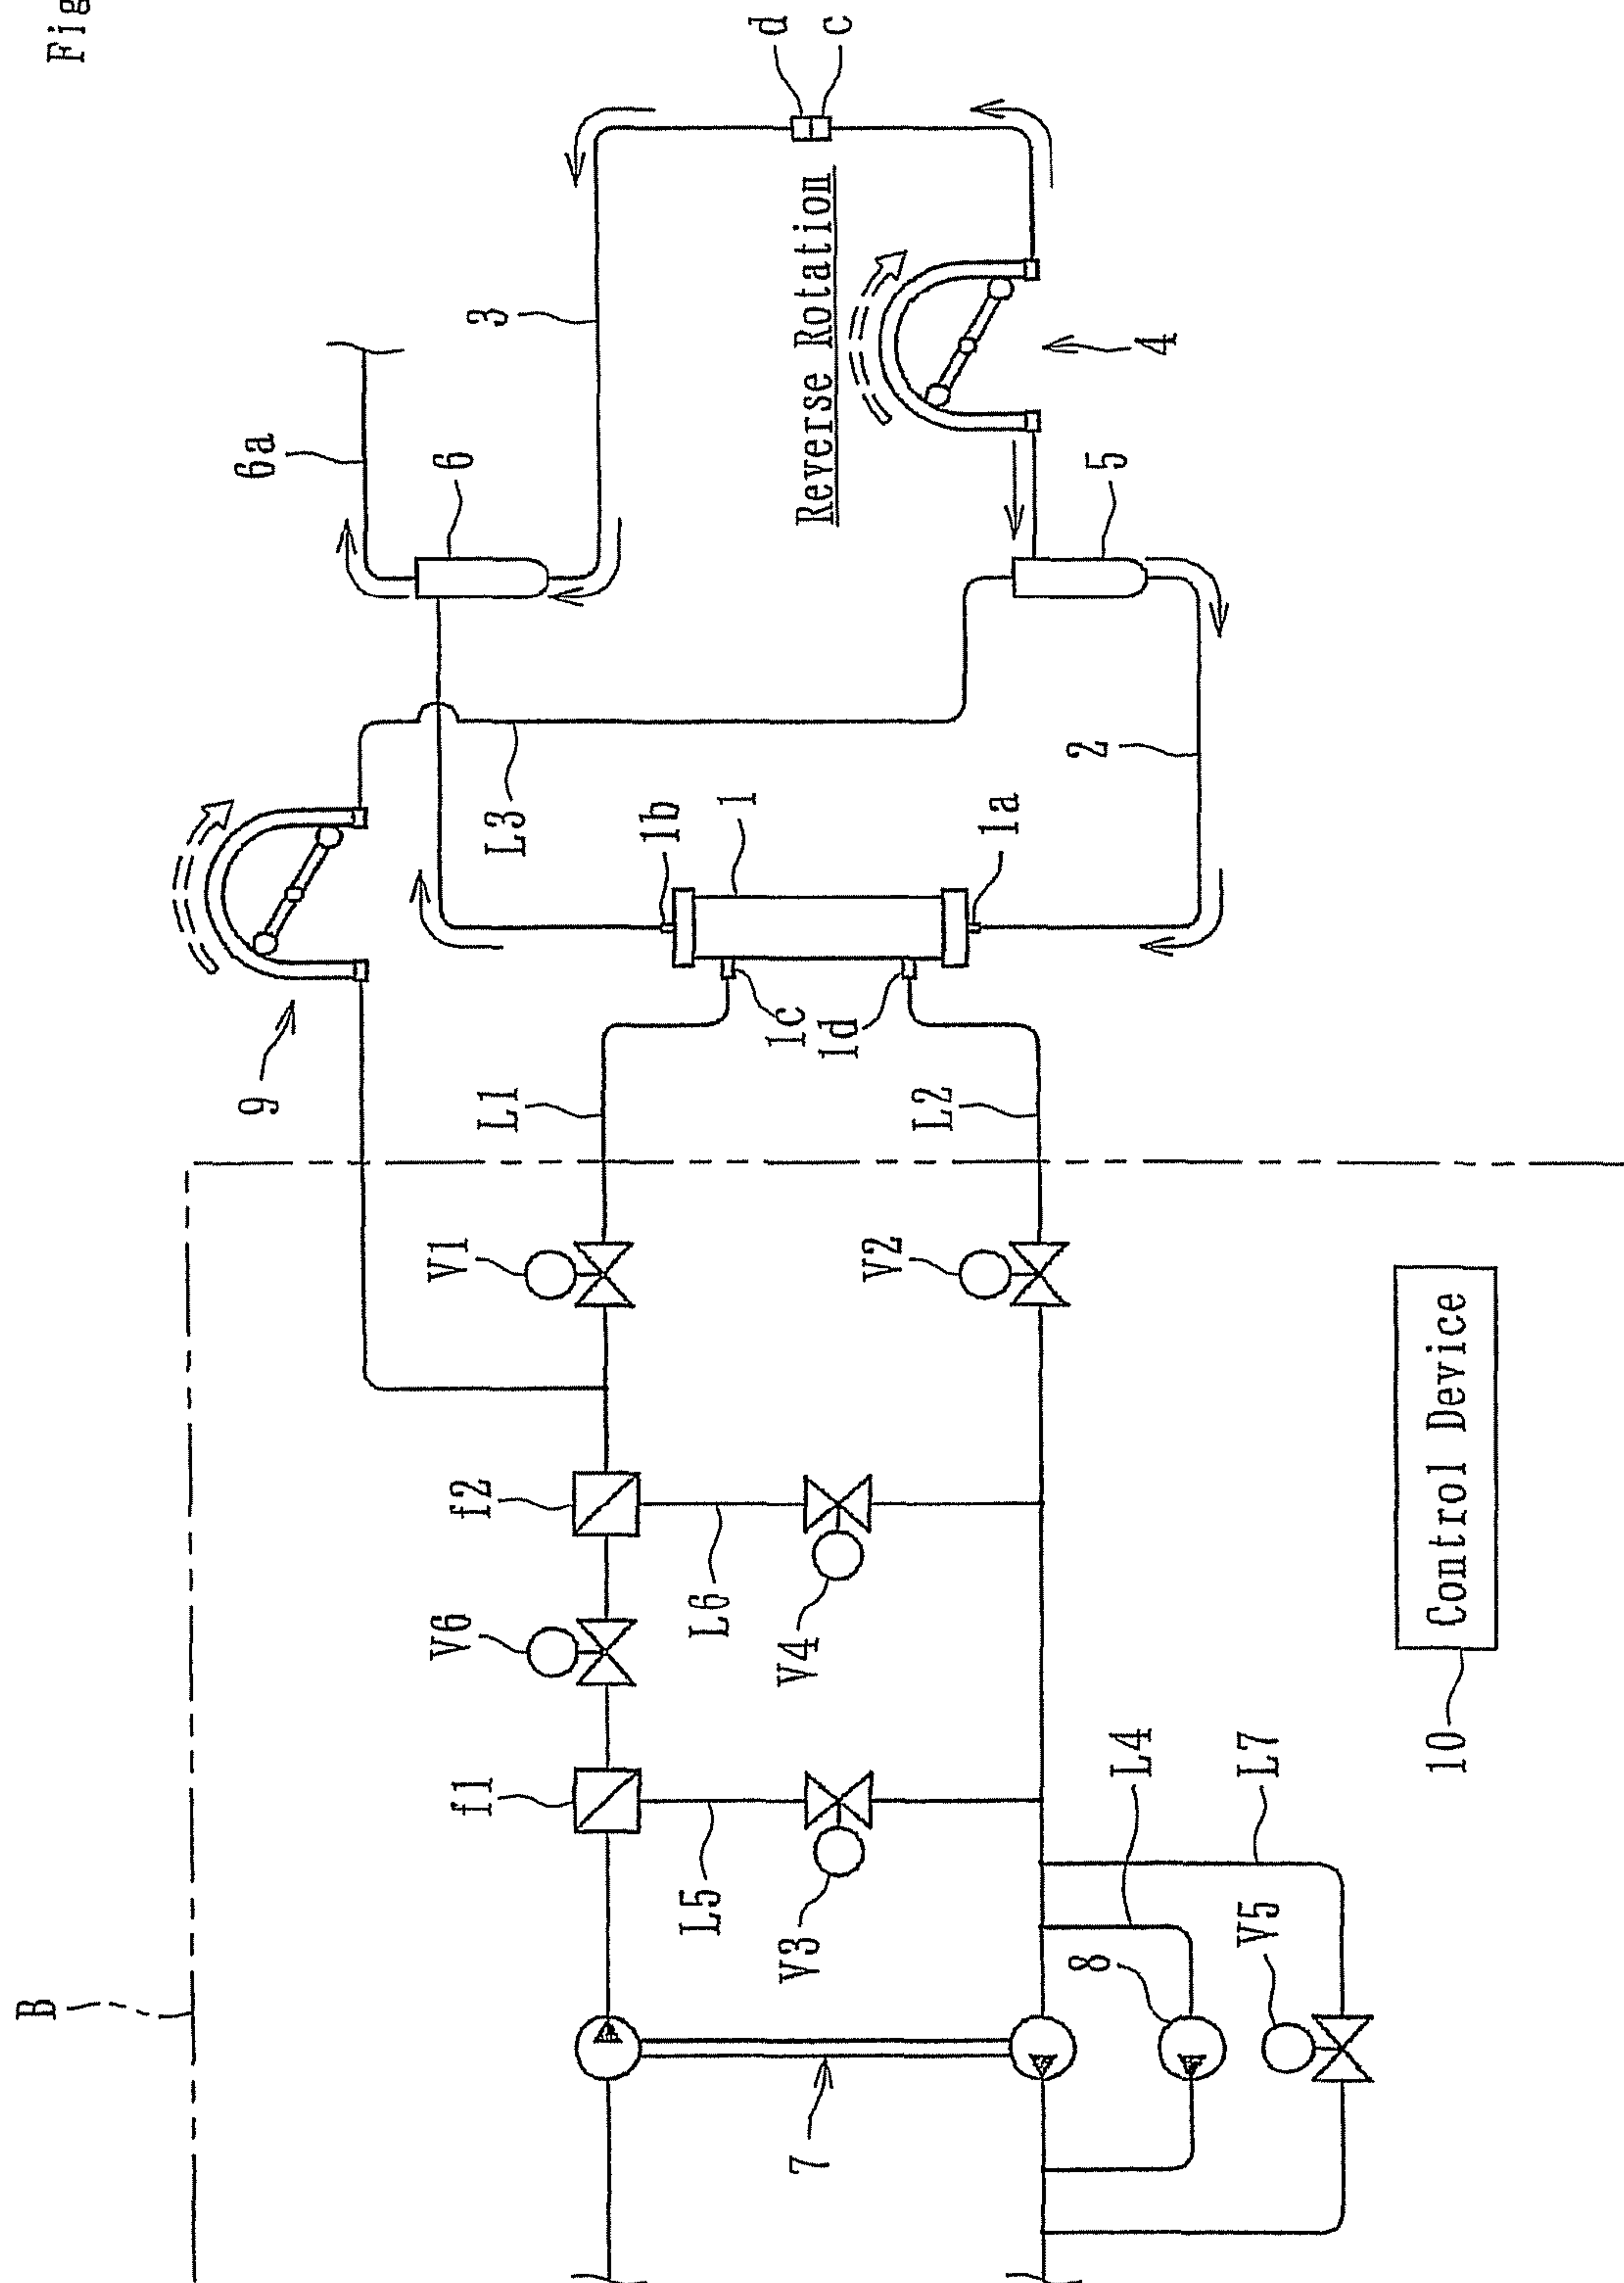 Fig
B
9
6a
6
3
d
c
Reverse Rotation
4
5
2
L3
1b
1
1a
1c
1d
L1
L2
V1
V2
f2
V6
L6
V4
f1
L5
V3
L4
L7
8
V5
7
10
Control Device